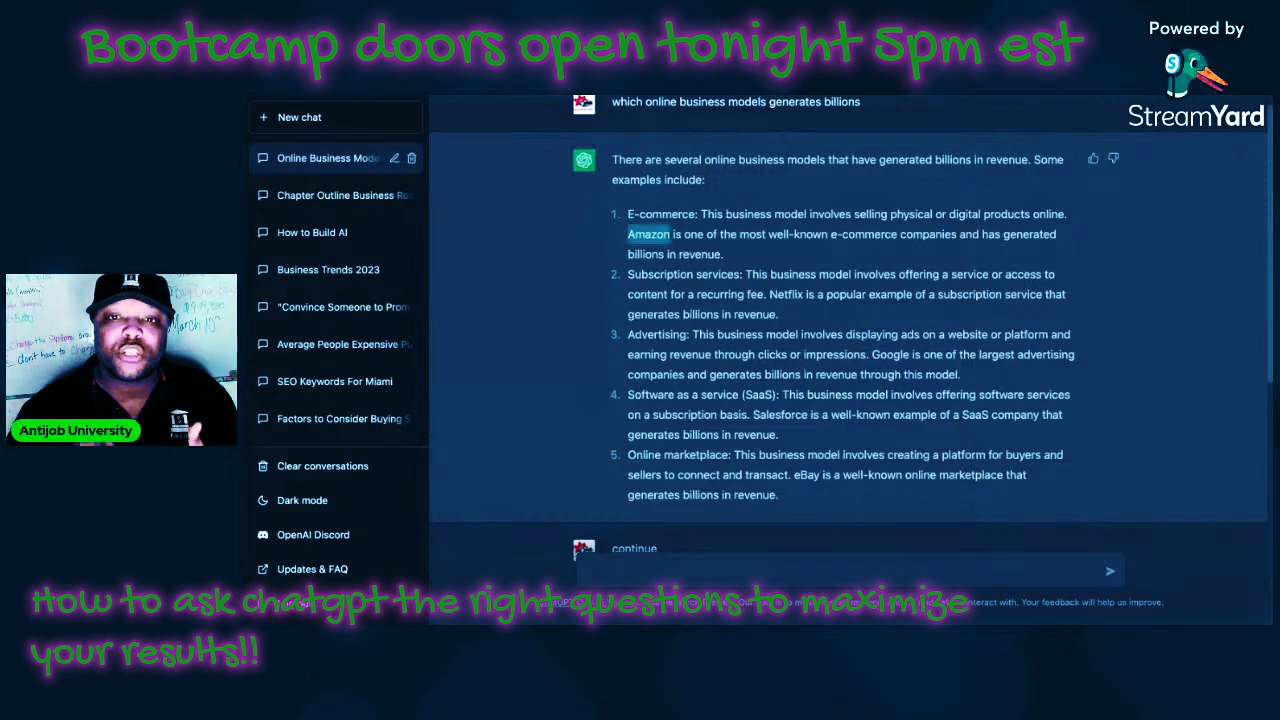 Bootcamp doors open tonight 5pm est
Powered by
S
StreamYard
New chat
Online Business Mode
Chapter Outline Business Ro
How to Build AI
Business Trends 2023
"Convince Someone to Prom
Average People Expensive Pu
SEO Keywords For Miami
Factors to Consider Buying S
Clear conversations
Dark mode
OpenAI Discord
Updates & FAQ
which online business models generates billions
There are several online business models that have generated billions in revenue. Some
examples include:
1. E-commerce: This business model involves selling physical or digital products online.
Amazon is one of the most well-known e-commerce companies and has generated
billions in revenue.
2. Subscription services: This business model involves offering a service or access to
content for a recurring fee. Netflix is a popular example of a subscription service that
generates billions in revenue.
3. Advertising: This business model involves displaying ads on a website or platform and
earning revenue through clicks or impressions. Google is one of the largest advertising
companies and generates billions in revenue through this model.
4. Software as a service (SaaS): This business model involves offering software services
on a subscription basis. Salesforce is a well-known example of a SaaS company that
generates billions in revenue.
5. Online marketplace: This business model involves creating a platform for buyers and
sellers to connect and transact. eBay is a well-known online marketplace that
generates billions in revenue.
continue
interact with. Your feedback will help us improve.
March 10th
don't have to
Antijob University
How to ask chatgpt the right questions to maximize
your results!!